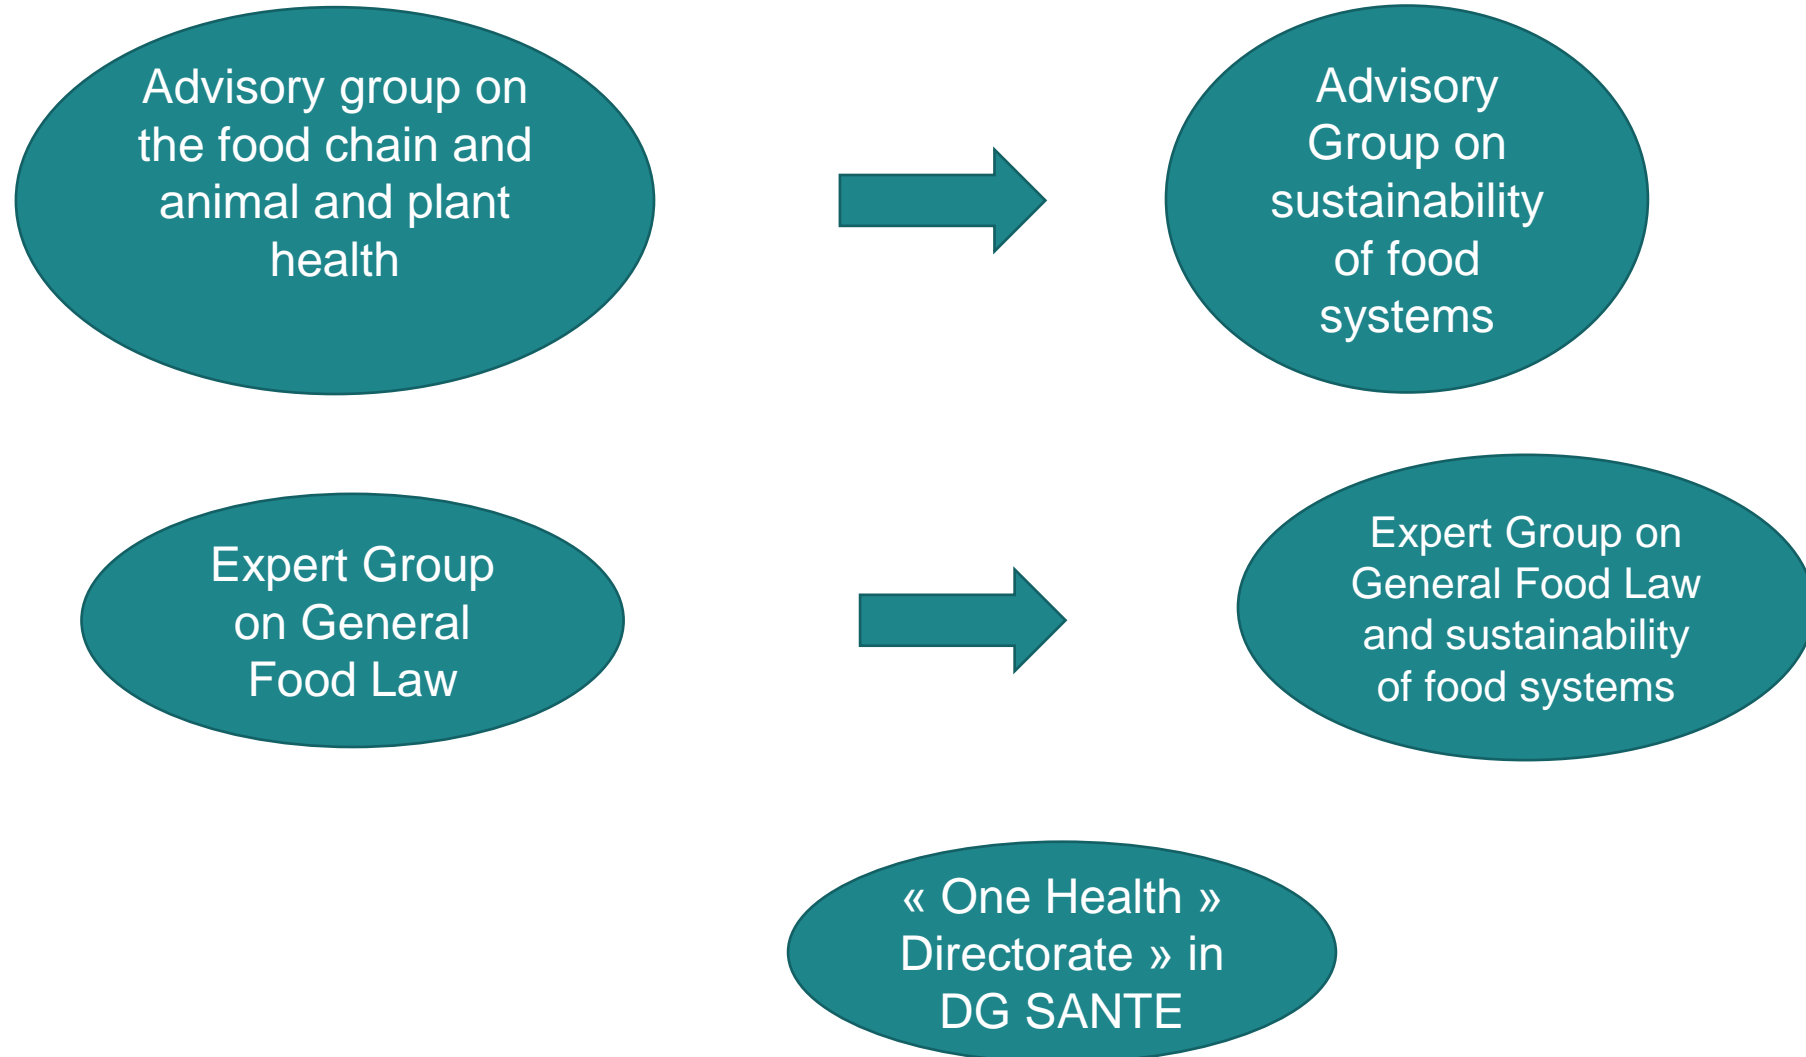 Advisory group on
the food chain and
animal and plant
health
Advisory
Group on
sustainability
of food
systems
Expert Group
on General
Food Law
Expert Group on
General Food Law
and sustainability
of food systems
« One Health »
Directorate » in
DG SANTE